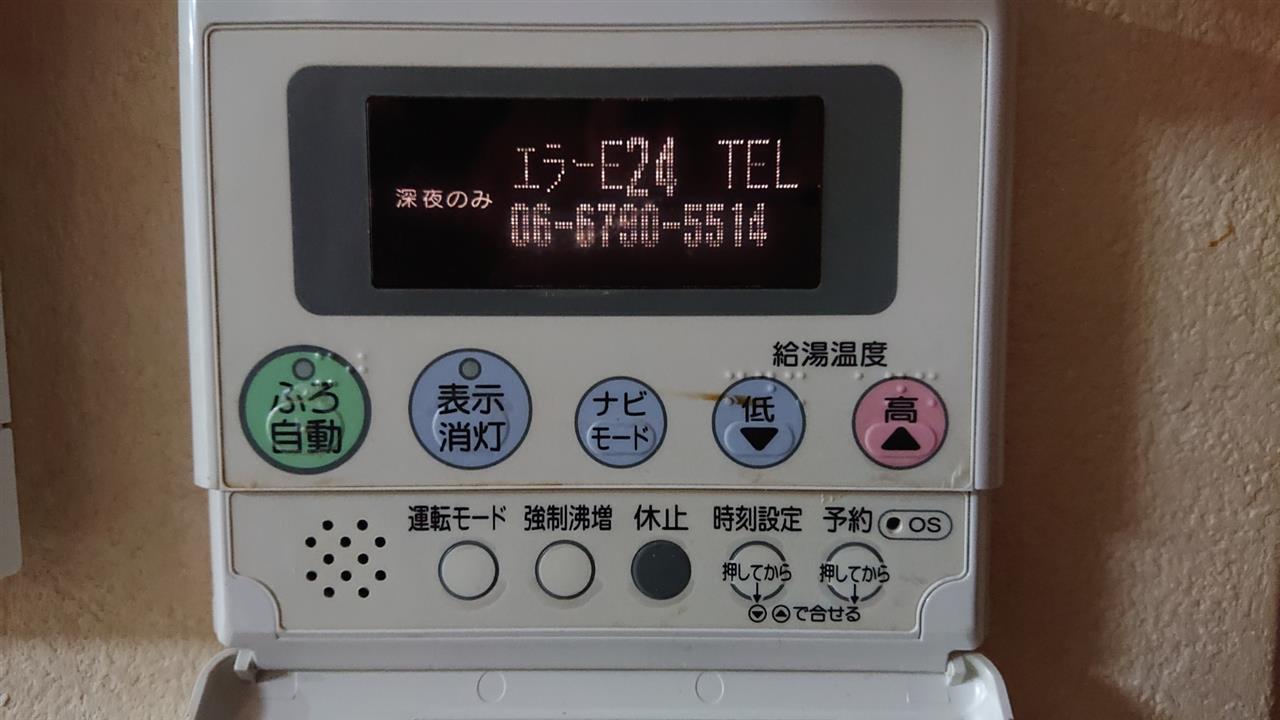 エラーE24 TEL
深夜のみ
06-6790-5514
給湯温度
ふろ
自動
表示
消灯
ナビ
モード
低
高
運転モード 強制沸増 休止 時刻設定 予約 OS
押してから 押してから
で合せる